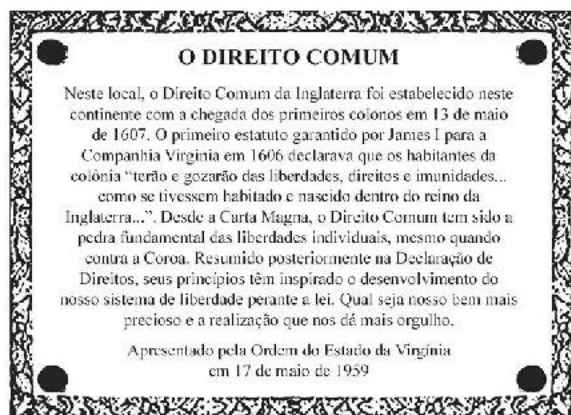 O DIREITO COMUM
Neste local, o Direito Comum da Inglaterra foi estabelecido neste
continente com a chegada dos primeiros colonos em 13 de maio
de 1607. O primeiro estatuto garantido por James I para a
Companhia Virginia em 1606 declarava que os habitantes da
colônia “terão e gozarão das liberdades, direitos e imunidades...
como se tivessem habitado e nascido dentro do reino da
Inglaterra...”. Desde a Carta Magna, o Direito Comum tem sido a
pedra fundamental das liberdades individuais, mesmo quando
contra a Coroa. Resumido posteriormente na Declaração de
Direitos, seus princípios têm inspirado o desenvolvimento do
nosso sistema de liberdade perante a lei. Qual seja nosso bem mais
precioso e a realização que nos dá mais orgulho.
Apresentado pela Ordem do Estado da Virgínia
em 17 de maio de 1959